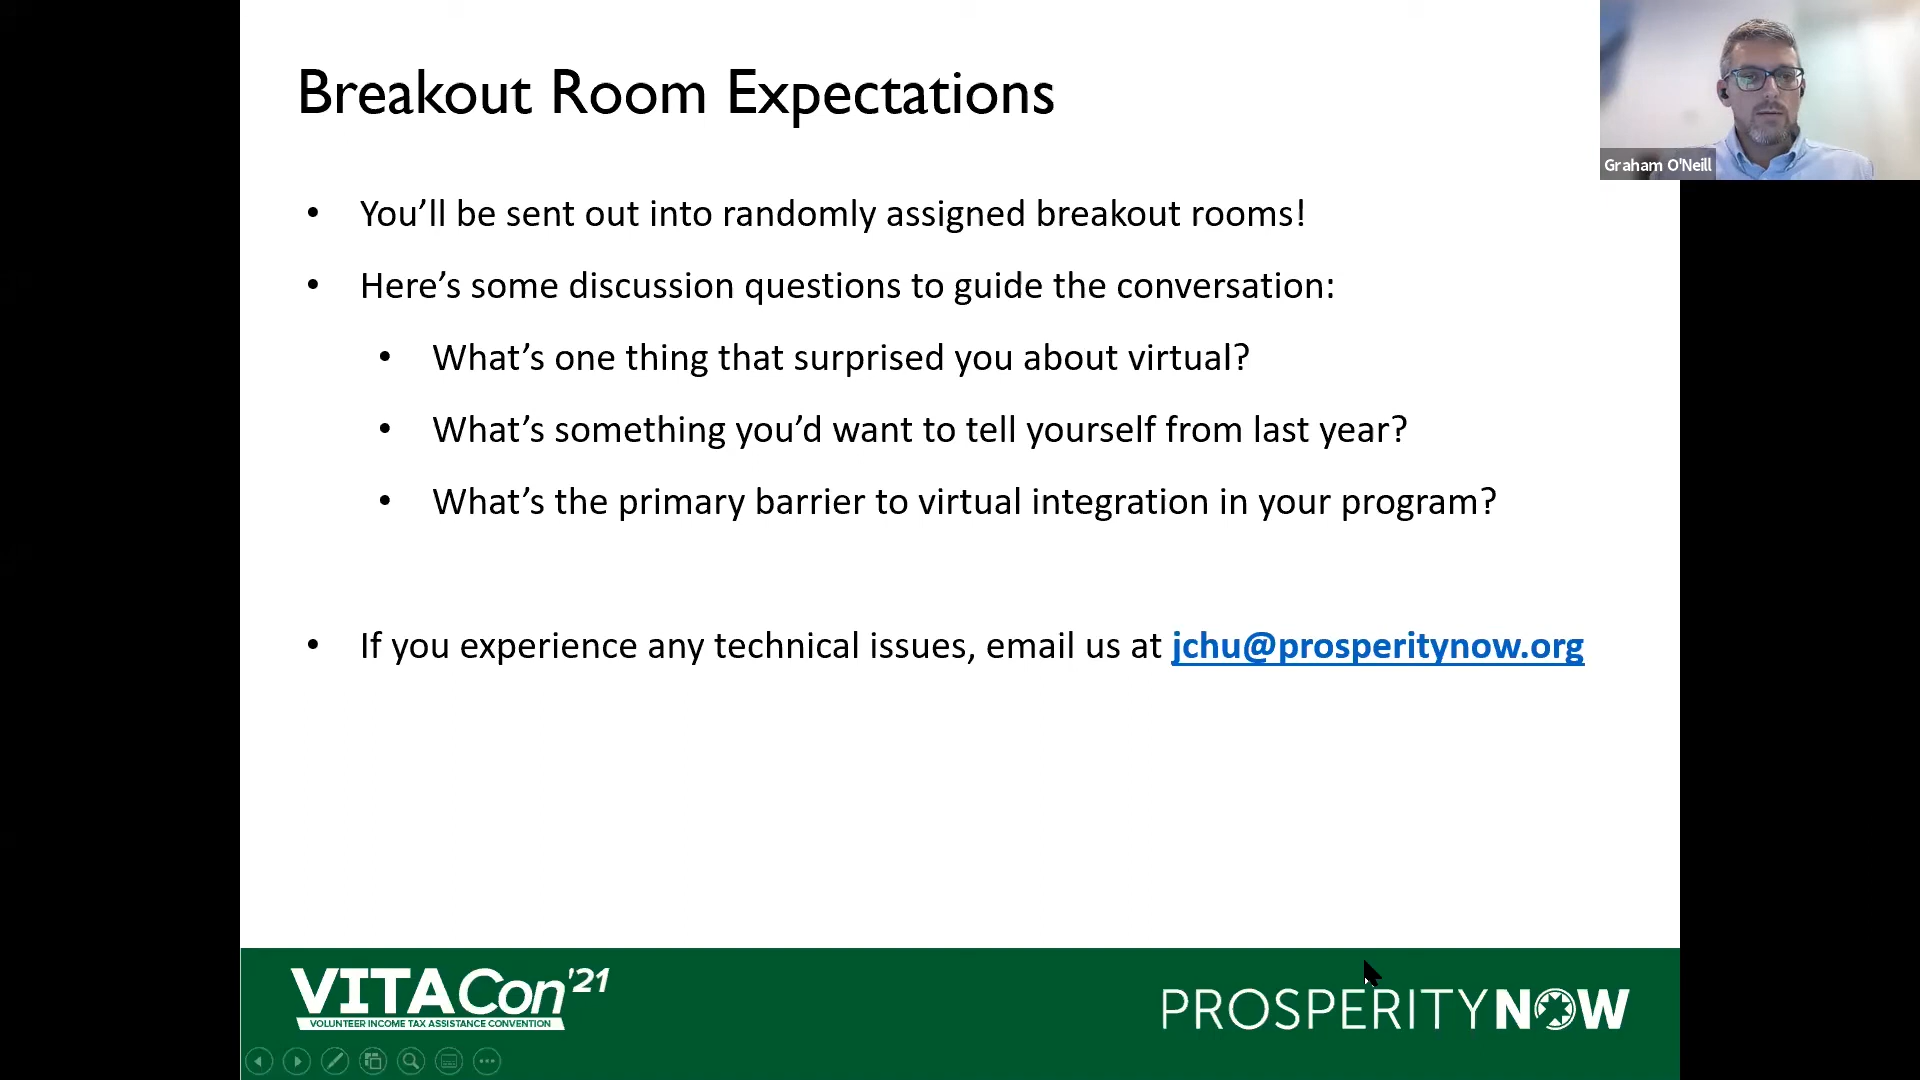 Breakout Room Expectations
Graham O'Neill
• You’ll be sent out into randomly assigned breakout rooms!
• Here’s some discussion questions to guide the conversation:
• What’s one thing that surprised you about virtual?
• What’s something you’d want to tell yourself from last year?
• What’s the primary barrier to virtual integration in your program?
• If you experience any technical issues, email us at jchu@prosperitynow.org
VITACon'21
VOLUNTEER INCOME TAX ASSISTANCE CONVENTION
PROSPERITYNOW